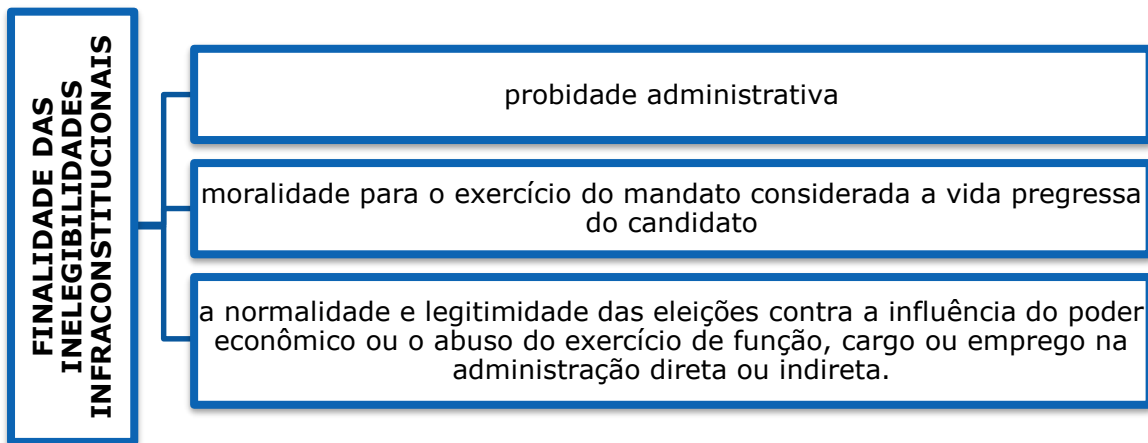 FINALIDADE DAS
INELEGIBILIDADES
INFRACONSTITUCIONAIS
probidade administrativa
moralidade para o exercício do mandato considerada a vida pregressa
do candidato
a normalidade e legitimidade das eleições contra a influência do poder
econômico ou o abuso do exercício de função, cargo ou emprego na
administração direta ou indireta.